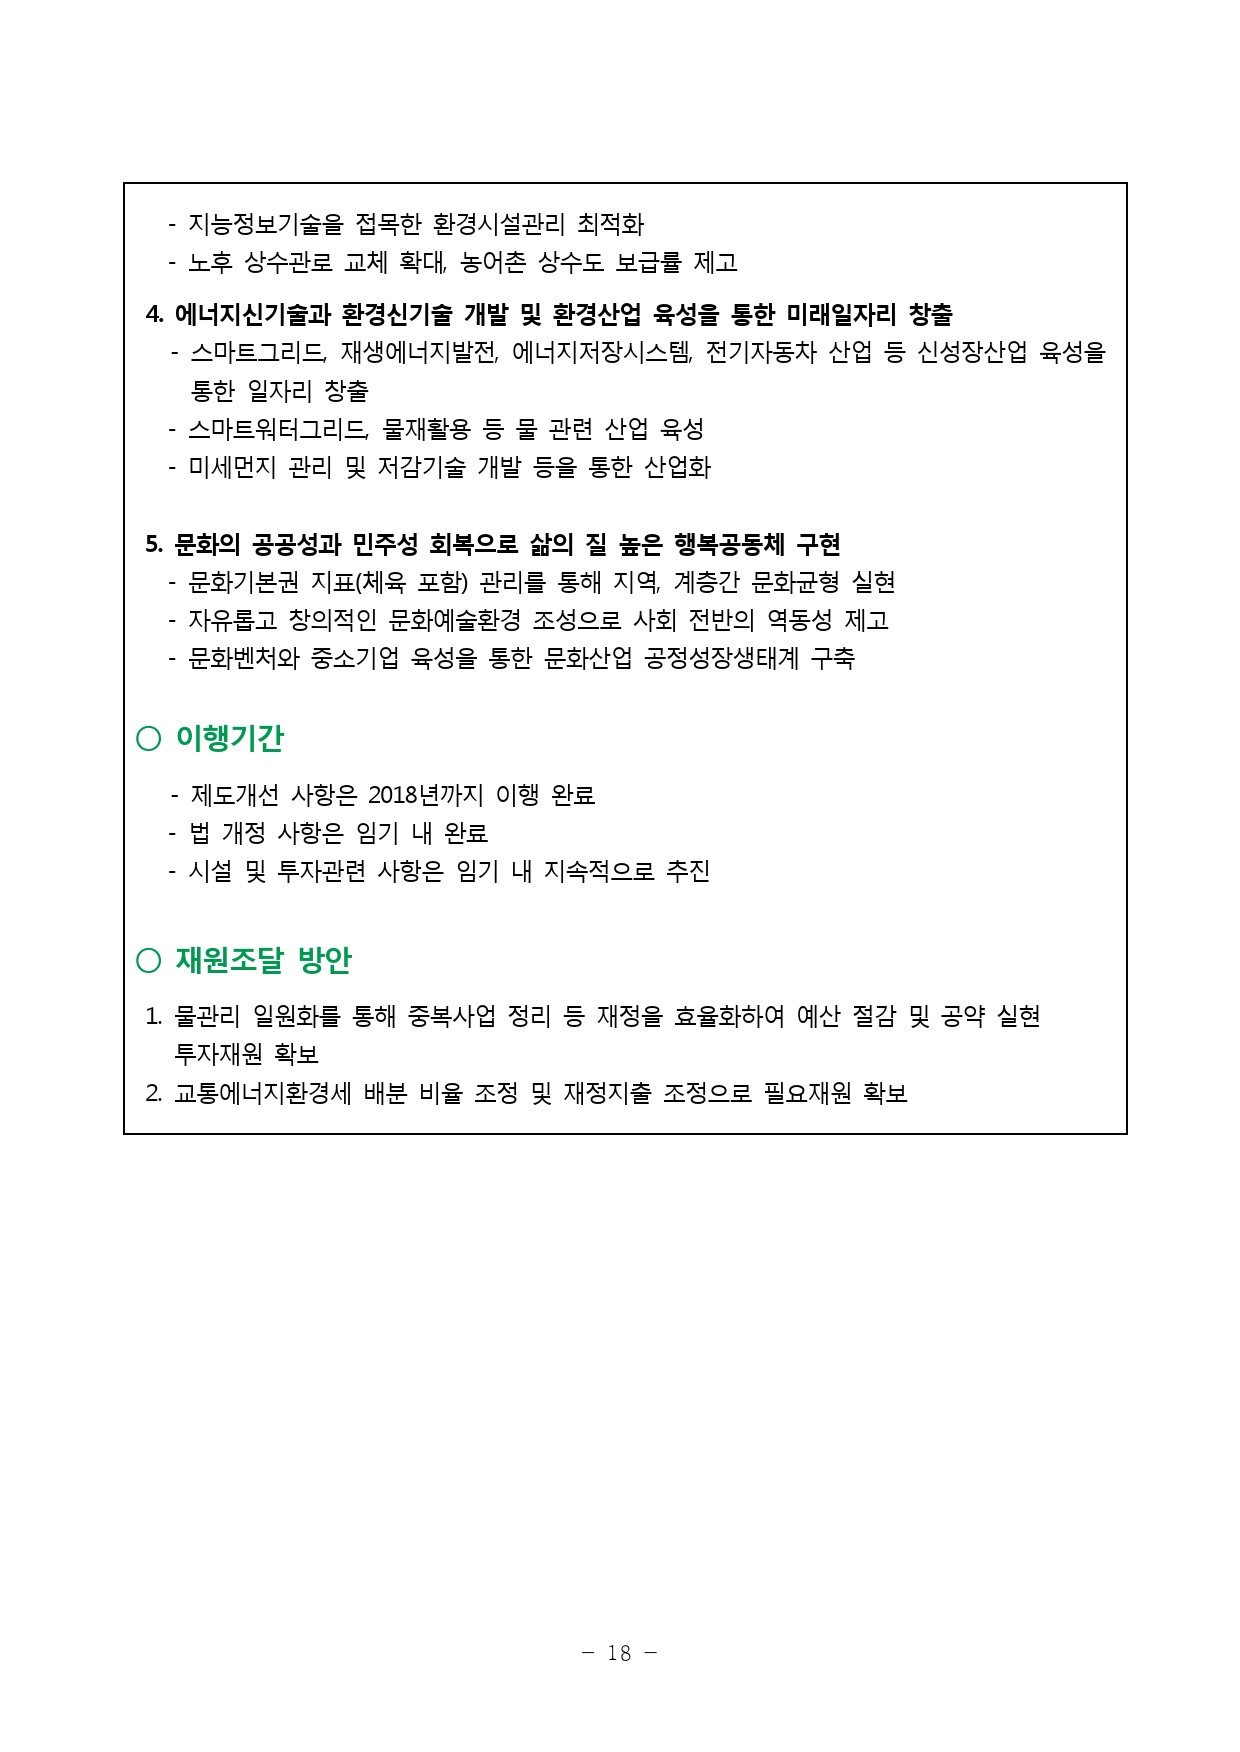 - 지능정보기술을 접목한 환경시설관리 최적화
- 노후 상수관로 교체 확대, 농어촌 상수도 보급률 제고
4. 에너지신기술과 환경신기술 개발 및 환경산업 육성을 통한 미래일자리 창출
- 스마트그리드, 재생에너지발전, 에너지저장시스템, 전기자동차 산업 등 신성장산업 육성을
통한 일자리 창출
- 스마트워터그리드, 물재활용 등 물 관련 산업 육성
- 미세먼지 관리 및 저감기술 개발 등을 통한 산업화
5. 문화의 공공성과 민주성 회복으로 삶의 질 높은 행복공동체 구현
- 문화기본권 지표(체육 포함) 관리를 통해 지역, 계층간 문화균형 실현
- 자유롭고 창의적인 문화예술환경 조성으로 사회 전반의 역동성 제고
- 문화벤처와 중소기업 육성을 통한 문화산업 공정성장생태계 구축
○ 이행기간
- 제도개선 사항은 2018년까지 이행 완료
- 법 개정 사항은 임기 내 완료
- 시설 및 투자관련 사항은 임기 내 지속적으로 추진
○ 재원조달 방안
1. 물관리 일원화를 통해 중복사업 정리 등 재정을 효율화하여 예산 절감 및 공약 실현
투자재원 확보
2. 교통에너지환경세 배분 비율 조정 및 재정지출 조정으로 필요재원 확보
- 18 -